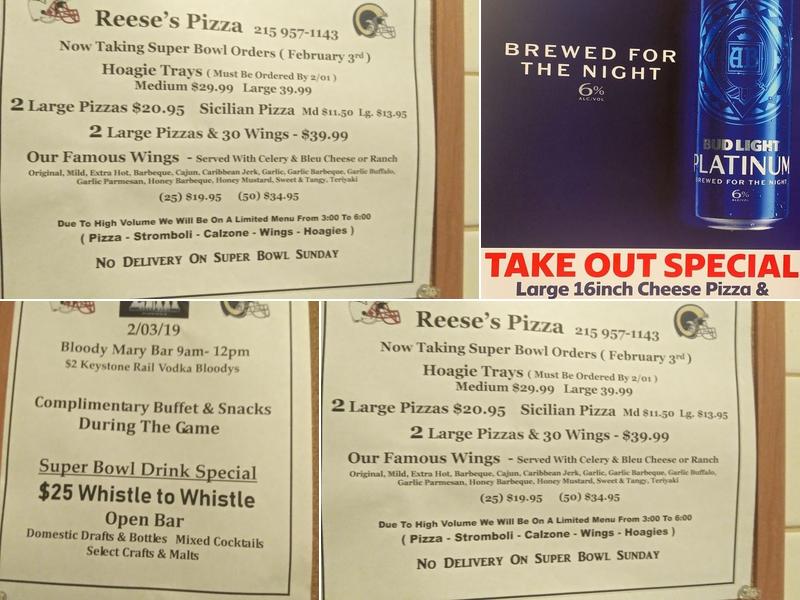 Reese's Pizza 215 957-1143
Now Taking Super Bowl Orders ( February 3rd )
Hoagie Trays ( Must Be Ordered By 2/01 )
Medium $29.99 Large 39.99
2 Large Pizzas $20.95 Sicilian Pizza Md $11.50 Lg. $13.95
2 Large Pizzas & 30 Wings - $39.99
Our Famous Wings - Served With Celery & Bleu Cheese or Ranch
Original, Mild, Extra Hot, Barbeque, Cajun, Caribbean Jerk, Garlic, Garlic Barbeque, Garlic Buffalo,
Garlic Parmesan, Honey Barbeque, Honey Mustard, Sweet & Tangy, Teriyaki
(25) $19.95 (50) $34.95
Due To High Volume We Will Be On A Limited Menu From 3:00 To 6:00
( Pizza - Stromboli - Calzone - Wings - Hoagies )
No Delivery On Super Bowl Sunday
BREWED FOR
THE NIGHT
6%
ALC/VOL
AB
BUD LIGHT
PLATINUM
BREWED FOR THE NIGHT
6%
TAKE OUT SPECIAL
Large 16inch Cheese Pizza &
2/03/19
Bloody Mary Bar 9am- 12pm
$2 Keystone Rail Vodka Bloodys
Complimentary Buffet & Snacks
During The Game
Super Bowl Drink Special
$25 Whistle to Whistle
Open Bar
Domestic Drafts & Bottles Mixed Cocktails
Select Crafts & Malts
Reese's Pizza 215 957-1143
Now Taking Super Bowl Orders ( February 3rd )
Hoagie Trays ( Must Be Ordered By 2/01 )
Medium $29.99 Large 39.99
2 Large Pizzas $20.95 Sicilian Pizza Md $11.50 Lg. $13.95
2 Large Pizzas & 30 Wings - $39.99
Our Famous Wings - Served With Celery & Bleu Cheese or Ranch
Original, Mild, Extra Hot, Barbeque, Cajun, Caribbean Jerk, Garlic, Garlic Barbeque, Garlic Buffalo,
Garlic Parmesan, Honey Barbeque, Honey Mustard, Sweet & Tangy, Teriyaki
(25) $19.95 (50) $34.95
Due To High Volume We Will Be On A Limited Menu From 3:00 To 6:00
( Pizza - Stromboli - Calzone - Wings - Hoagies )
No Delivery On Super Bowl Sunday